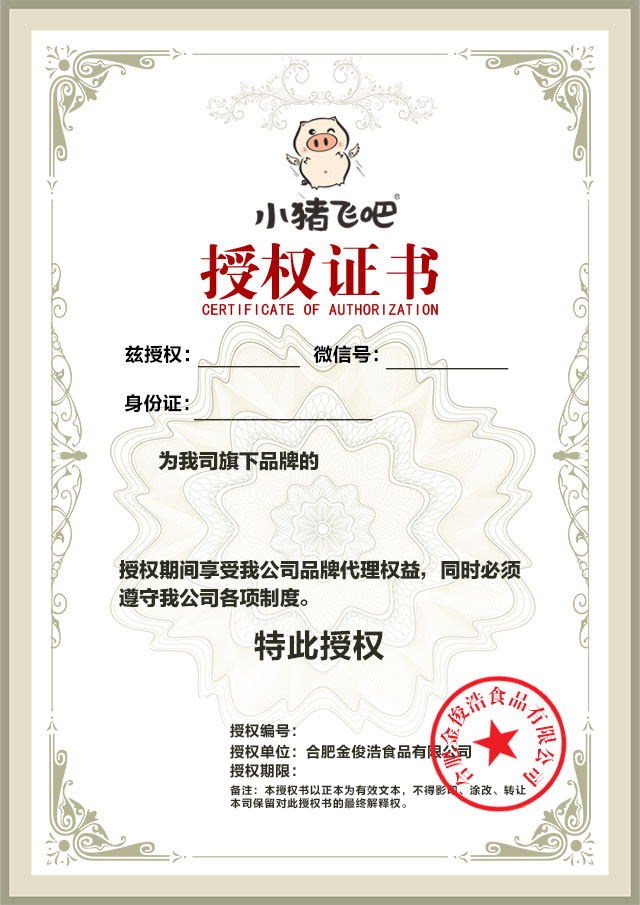 小猪飞吧®
授权证书
CERTIFICATE OF AUTHORIZATION
兹授权： 微信号：
身份证：
为我司旗下品牌的
授权期间享受我公司品牌代理权益，同时必须
遵守我公司各项制度。
特此授权
授权编号：
授权单位：合肥金俊浩食品有限公司
授权期限：
备注：本授权书以正本为有效文本，不得影印、涂改、转让
本司保留对此授权书的最终解释权。
合肥金俊浩食品有限公司